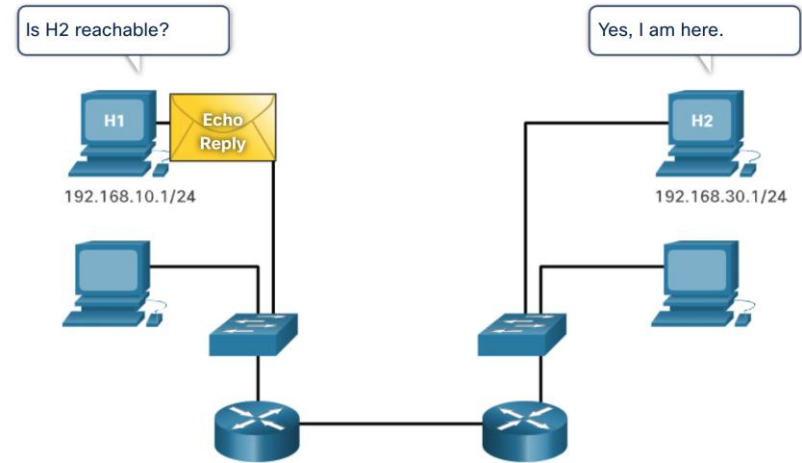 Is H2 reachable?
Yes, I am here.
H1
Echo
Reply
H2
192.168.10.1/24
192.168.30.1/24